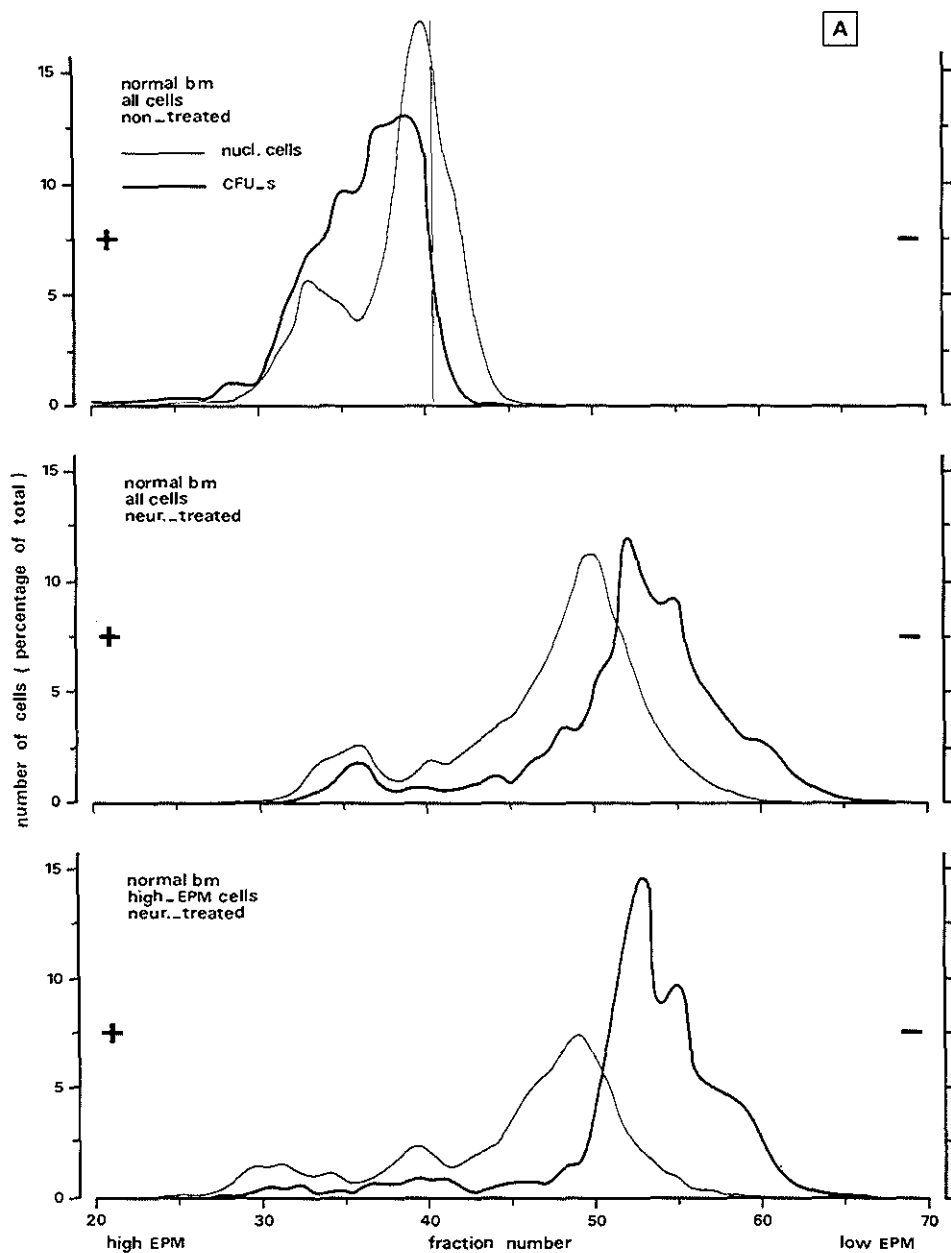 A
15
10
5
0
normal bm
all cells
non_treated
nucl. cells
CFU_s
+
−
number of cells ( percentage of total )
15
10
5
0
normal bm
all cells
neur._treated
+
−
15
10
5
0
normal bm
high_EPM cells
neur._treated
+
−
20 30 40 50 60 70
high EPM fraction number low EPM